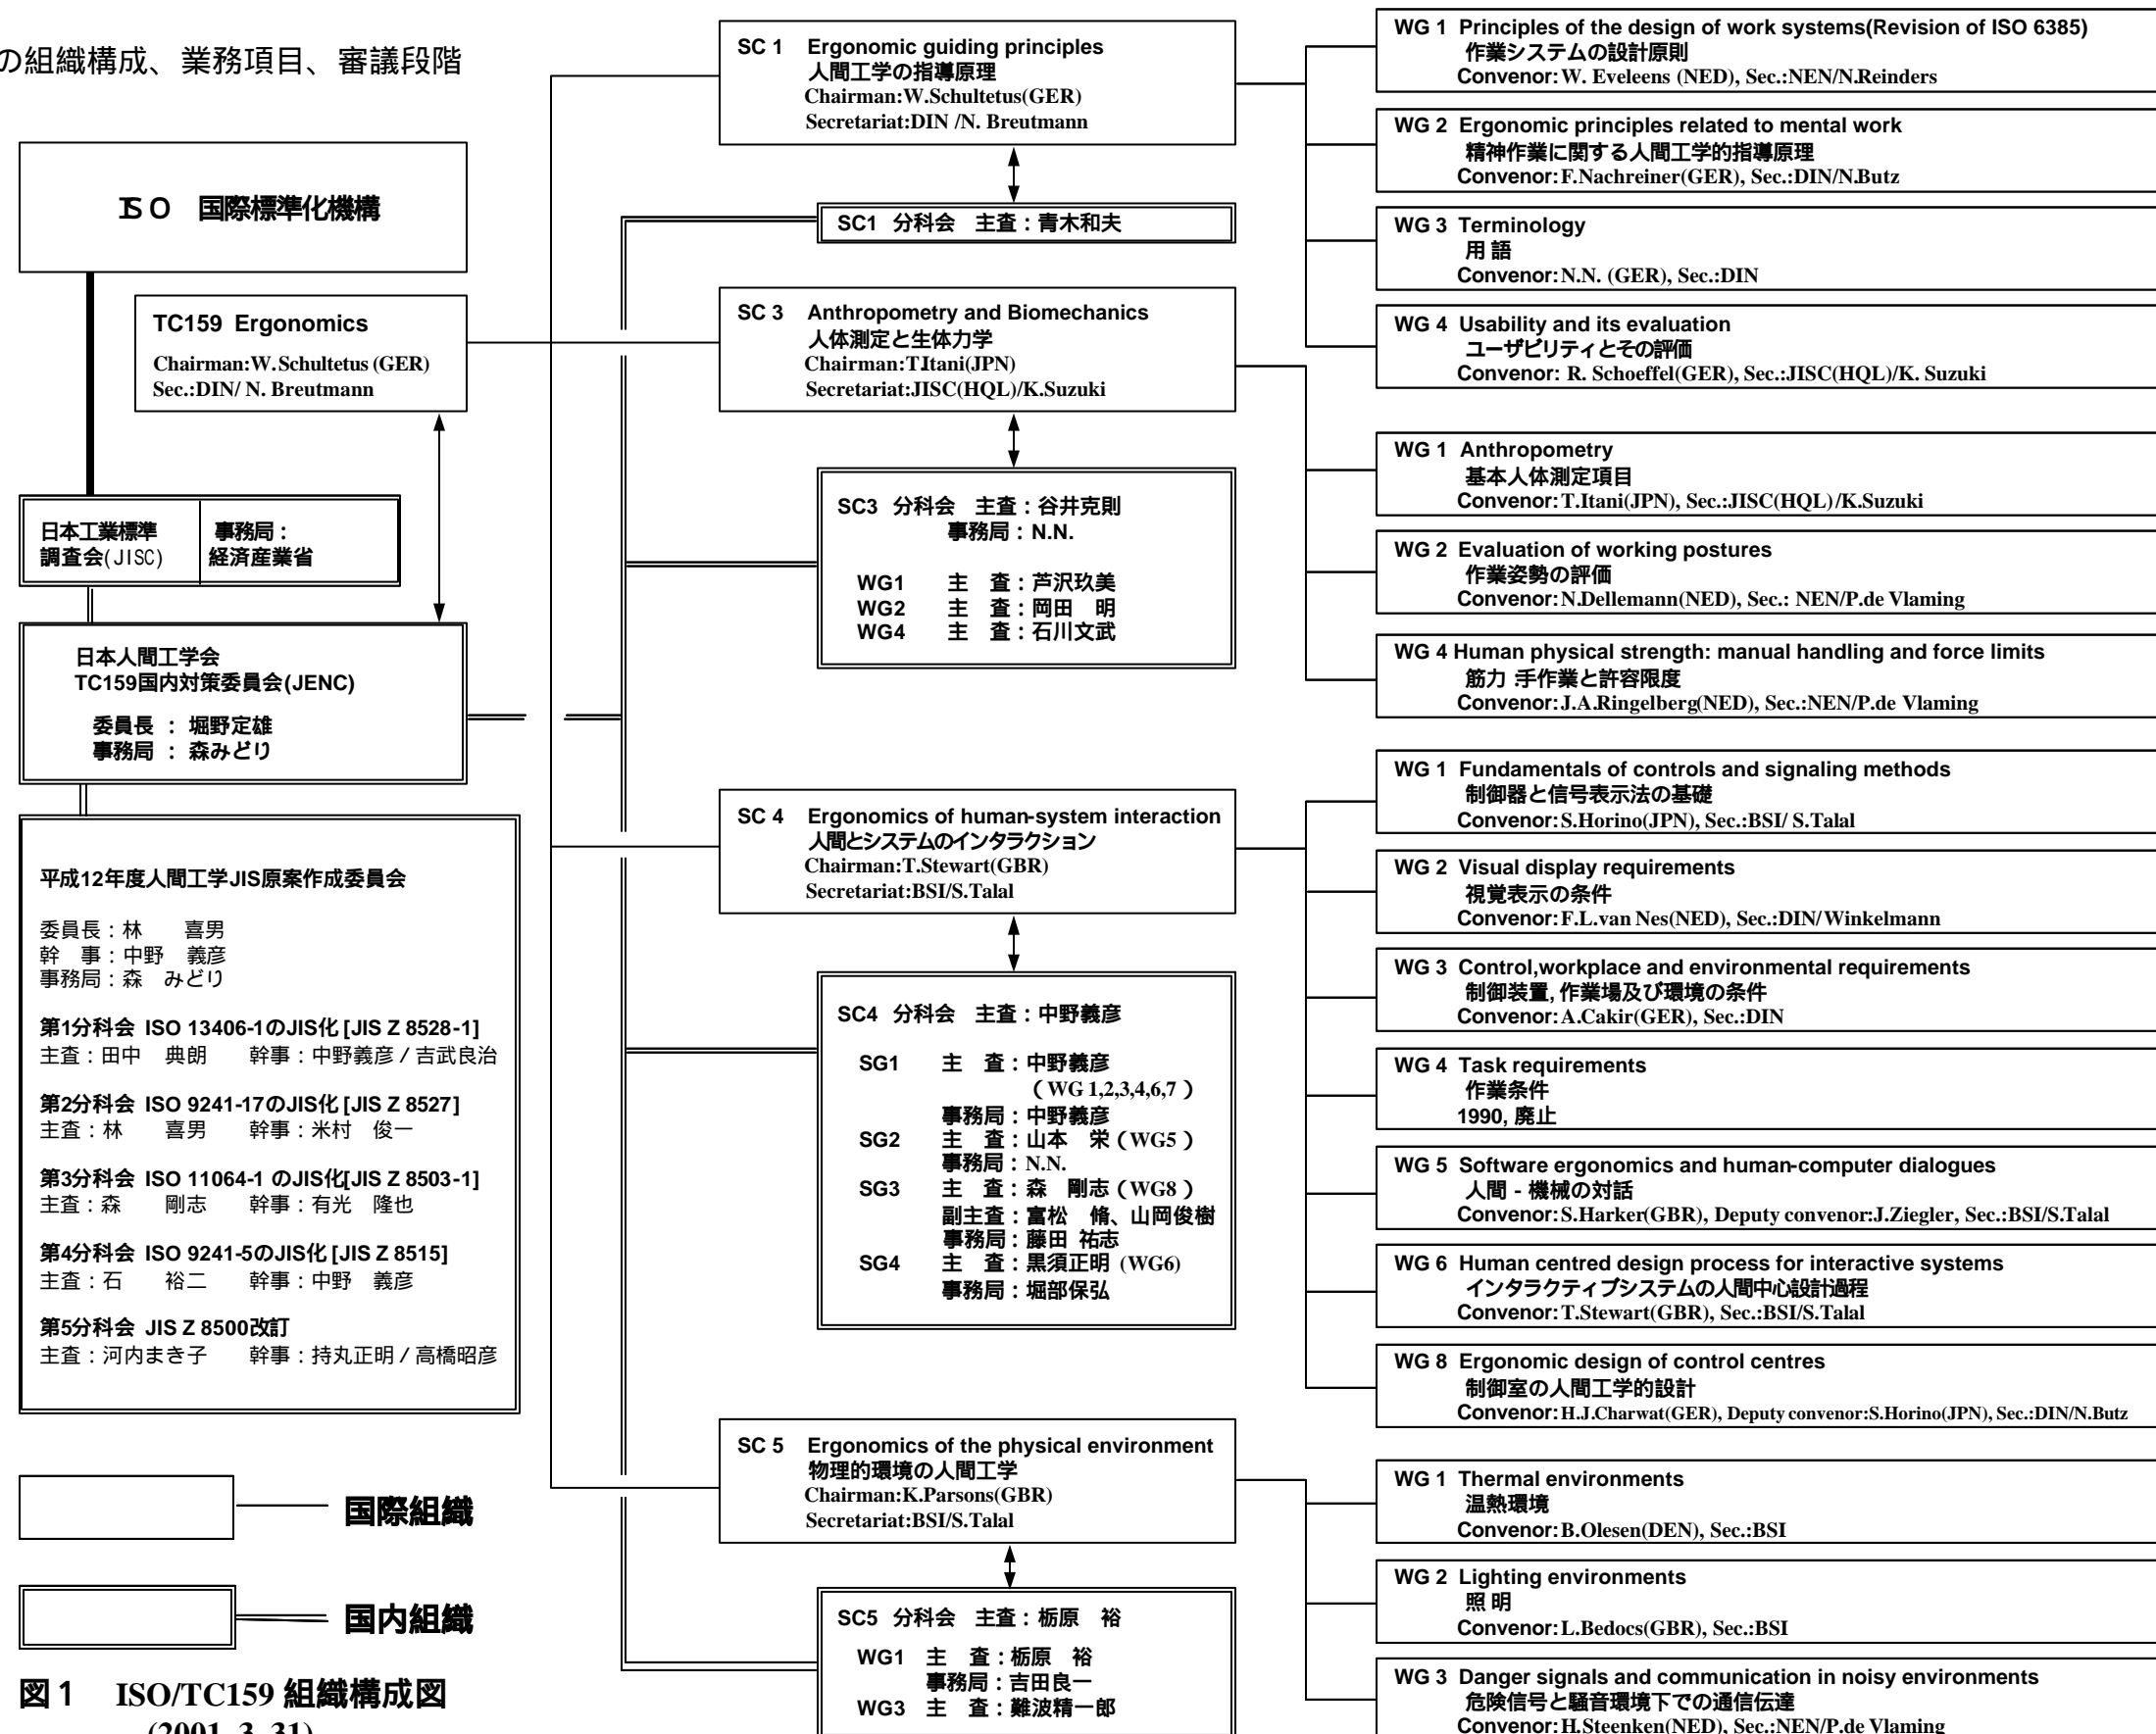 の組織構成、業務項目、審議段階
ISO 国際標準化機構
TC159 Ergonomics
Chairman:W.Schultetus (GER)
Sec.:DIN/ N. Breutmann
日本工業標準
調査会(JISC)
事務局：
経済産業省
日本人間工学会
TC159国内対策委員会(JENC)
委員長 ： 堀野定雄
事務局 ： 森みどり
平成12年度人間工学JIS原案作成委員会
委員長：林　喜男
幹　事：中野　義彦
事務局：森　みどり
第1分科会 ISO 13406-1のJIS化 [JIS Z 8528-1]
主査：田中　典朗　幹事：中野義彦 / 吉武良治
第2分科会 ISO 9241-17のJIS化 [JIS Z 8527]
主査：林　喜男　幹事：米村　俊一
第3分科会 ISO 11064-1 のJIS化[JIS Z 8503-1]
主査：森　剛志　幹事：有光　隆也
第4分科会 ISO 9241-5のJIS化 [JIS Z 8515]
主査：石　裕二　幹事：中野　義彦
第5分科会 JIS Z 8500改訂
主査：河内まき子　幹事：持丸正明 / 高橋昭彦
国際組織
国内組織
図1 ISO/TC159 組織構成図
(2001. 3. 31)
SC 1 Ergonomic guiding principles
人間工学の指導原理
Chairman:W.Schultetus(GER)
Secretariat:DIN /N. Breutmann
SC1 分科会 主査：青木和夫
SC 3 Anthropometry and Biomechanics
人体測定と生体力学
Chairman:T.Itani(JPN)
Secretariat:JISC(HQL)/K.Suzuki
SC3 分科会 主査：谷井克則
事務局：N.N.
WG1 主　査：芦沢玖美
WG2 主　査：岡田　明
WG4 主　査：石川文武
SC 4 Ergonomics of human-system interaction
人間とシステムのインタラクション
Chairman:T.Stewart(GBR)
Secretariat:BSI/S.Talal
SC4 分科会 主査：中野義彦
SG1 主　査：中野義彦
（WG 1,2,3,4,6,7 ）
事務局：中野義彦
SG2 主　査：山本　栄（WG5 ）
事務局：N.N.
SG3 主　査：森　剛志（WG8 ）
副主査：富松　脩、山岡俊樹
事務局：藤田 祐志
SG4 主　査：黒須正明 (WG6)
事務局：堀部保弘
SC 5 Ergonomics of the physical environment
物理的環境の人間工学
Chairman:K.Parsons(GBR)
Secretariat:BSI/S.Talal
SC5 分科会 主査：栃原　裕
WG1 主　査：栃原　裕
事務局：吉田良一
WG3 主　査：難波精一郎
WG 1 Principles of the design of work systems(Revision of ISO 6385)
作業システムの設計原則
Convenor: W. Eveleens (NED), Sec.:NEN/N.Reinders
WG 2 Ergonomic principles related to mental work
精神作業に関する人間工学的指導原理
Convenor: F.Nachreiner(GER), Sec.:DIN/N.Butz
WG 3 Terminology
用 語
Convenor: N.N. (GER), Sec.:DIN
WG 4 Usability and its evaluation
ユーザビリティとその評価
Convenor: R. Schoeffel(GER), Sec.:JISC(HQL)/K. Suzuki
WG 1 Anthropometry
基本人体測定項目
Convenor: T.Itani(JPN), Sec.:JISC(HQL)/K.Suzuki
WG 2 Evaluation of working postures
作業姿勢の評価
Convenor: N.Dellemann(NED), Sec.: NEN/P.de Vlaming
WG 4 Human physical strength: manual handling and force limits
筋力:手作業と許容限度
Convenor: J.A.Ringelberg(NED), Sec.:NEN/P.de Vlaming
WG 1 Fundamentals of controls and signaling methods
制御器と信号表示法の基礎
Convenor: S.Horino(JPN), Sec.:BSI/ S.Talal
WG 2 Visual display requirements
視覚表示の条件
Convenor: F.L.van Nes(NED), Sec.:DIN/Winkelmann
WG 3 Control,workplace and environmental requirements
制御装置, 作業場及び環境の条件
Convenor: A.Cakir(GER), Sec.:DIN
WG 4 Task requirements
作業条件
1990, 廃止
WG 5 Software ergonomics and human-computer dialogues
人間 - 機械の対話
Convenor: S.Harker(GBR), Deputy convenor:J.Ziegler, Sec.:BSI/S.Talal
WG 6 Human centred design process for interactive systems
インタラクティブシステムの人間中心設計過程
Convenor: T.Stewart(GBR), Sec.:BSI/S.Talal
WG 8 Ergonomic design of control centres
制御室の人間工学的設計
Convenor: H.J.Charwat(GER), Deputy convenor:S.Horino(JPN), Sec.:DIN/N.Butz
WG 1 Thermal environments
温熱環境
Convenor: B.Olesen(DEN), Sec.:BSI
WG 2 Lighting environments
照 明
Convenor: L.Bedocs(GBR), Sec.:BSI
WG 3 Danger signals and communication in noisy environments
危険信号と騒音環境下での通信伝達
Convenor: H.Steenken(NED), Sec.:NEN/P.de Vlaming